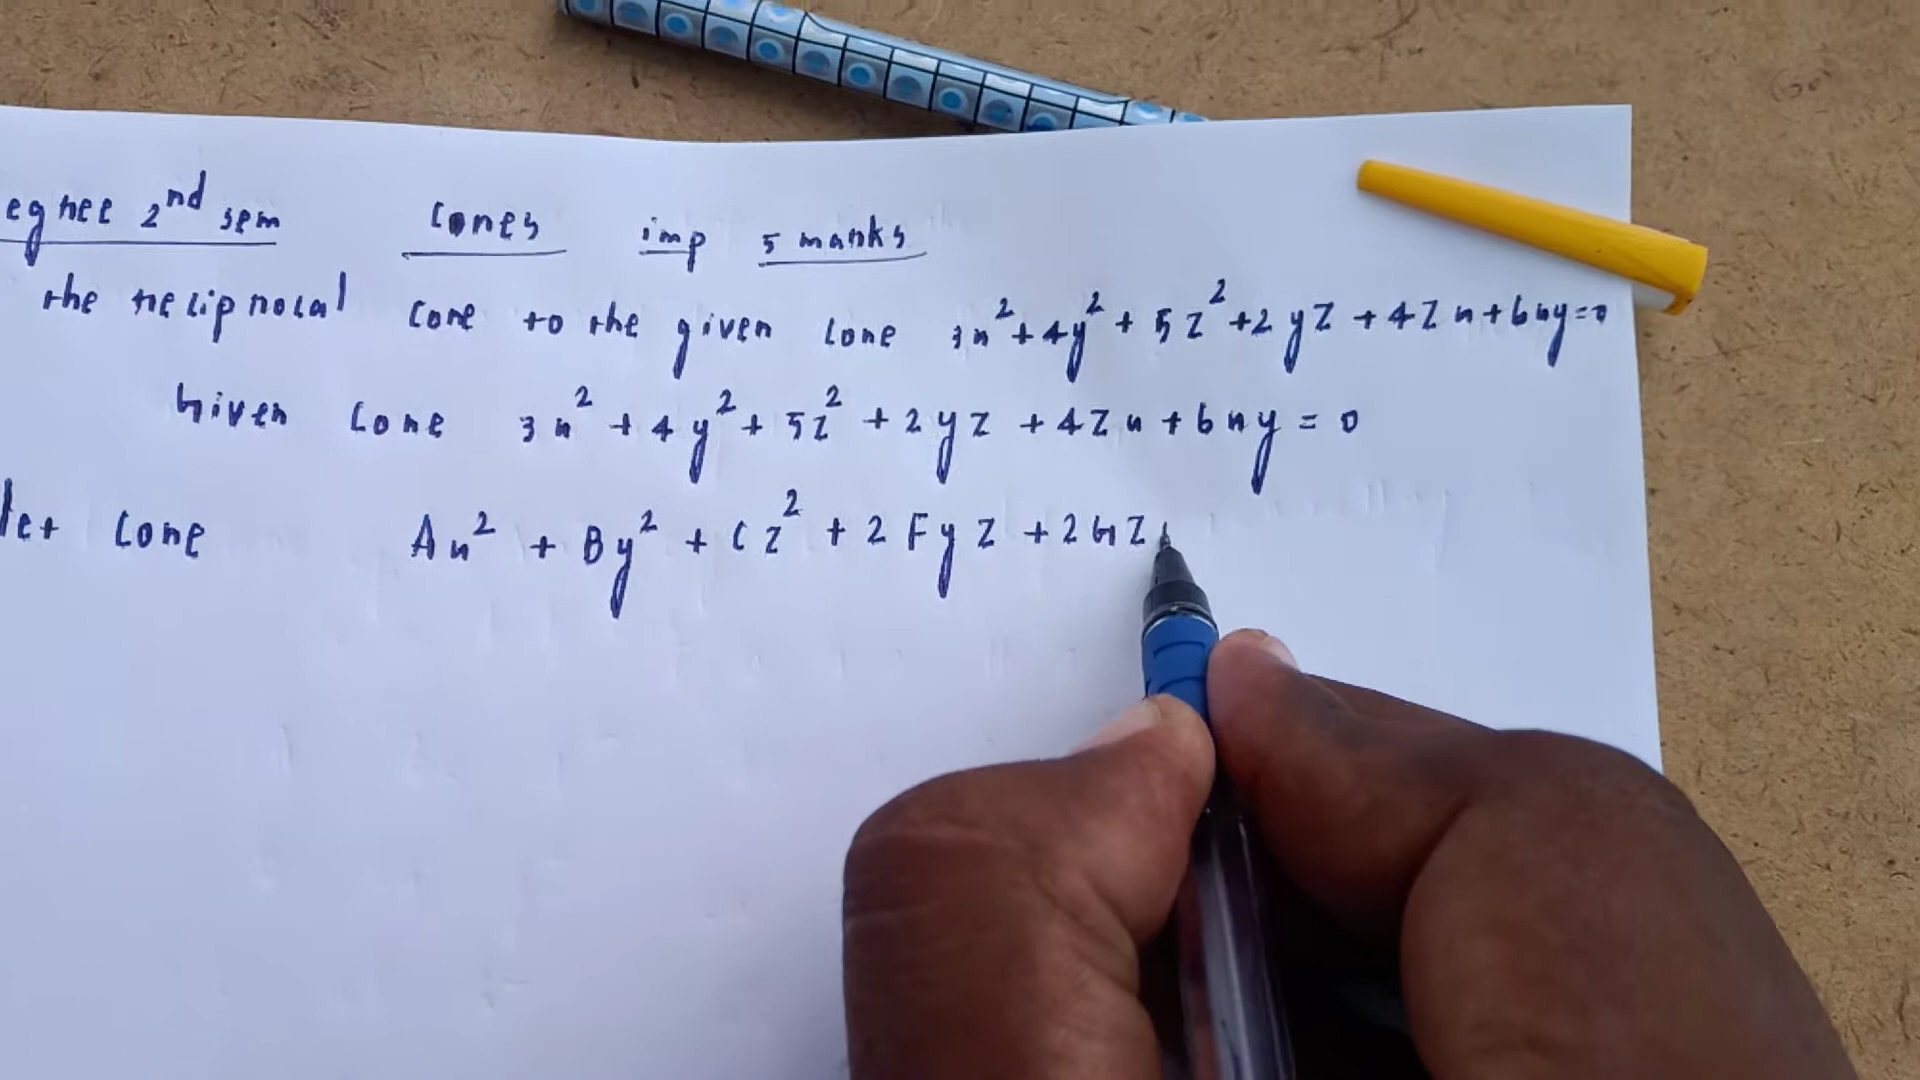 egree 2nd sem Cones imp 5 marks
the reciprocal cone to the given cone 3x²+4y²+5z²+2yz+4zx+6xy=0
Given cone 3x²+4y²+5z²+2yz+4zx+6xy=0
let cone Ax²+By²+Cz²+2Fyz+2Gz